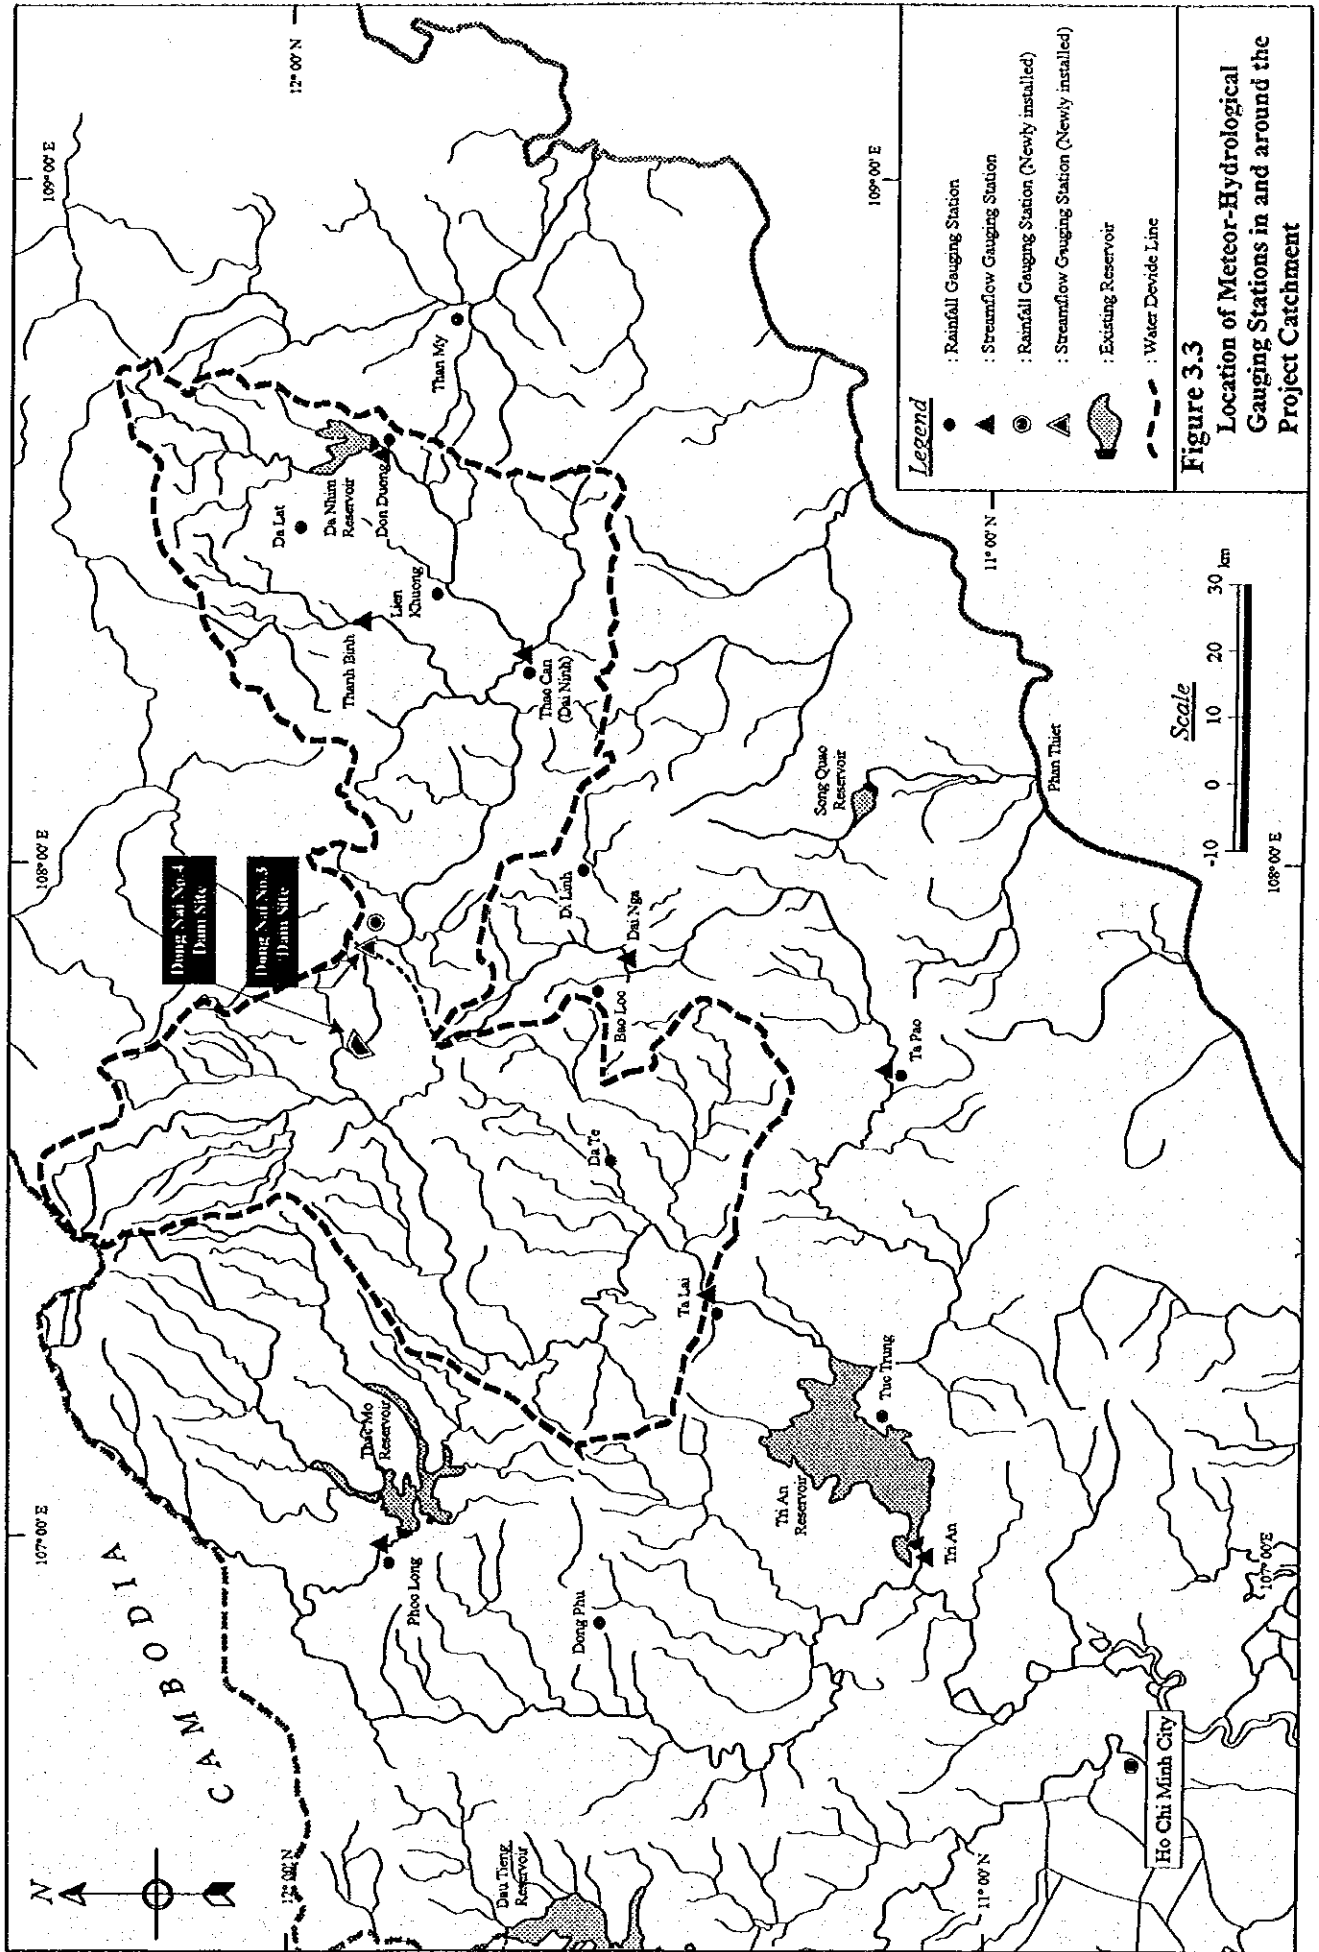 N
CAMBODIA
107° 00' E
108° 00' E
109° 00' E
12° 00' N
12° 00' N
Dong Nai No.4
Dam Site
Dong Nai No.3
Dam Site
Da Lat
Da Nhim
Reservoir
Don Duong
Thanh Binh
Lien
Khuong
Than My
Thac Mo
Reservoir
Phoc Long
Thac Can
(Dai Ninh)
Dau Tieng
Reservoir
Dong Phu
Da Te
Bao Loc
Di Linh
Dai Nga
Ta Lai
Tri An
Reservoir
Tuc Trung
Tri An
Ta Pao
Song Quao
Reservoir
Phan Thiet
11° 00' N
11° 00' N
Ho Chi Minh City
107° 00'E
108° 00' E
109° 00' E
Scale
-10 0 10 20 30 km
Legend
: Rainfall Gauging Station
: Streamflow Gauging Station
: Rainfall Gauging Station (Newly installed)
: Streamflow Gauging Station (Newly installed)
: Existing Reservoir
: Water Devide Line
Figure 3.3
Location of Meteor-Hydrological
Gauging Stations in and around the
Project Catchment